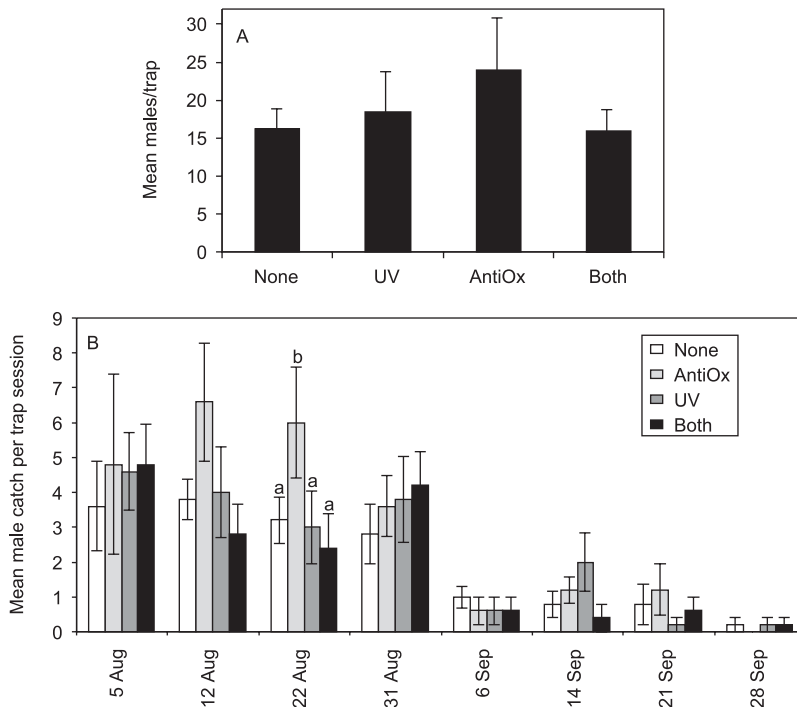 A
Mean males/trap
30
25
20
15
10
5
0
None UV AntiOx Both
B
Mean male catch per trap session
9
8
7
6
5
4
3
2
1
0
a b a a
None
AntiOx
UV
Both
5 Aug 12 Aug 22 Aug 31 Aug 6 Sep 14 Sep 21 Sep 28 Sep